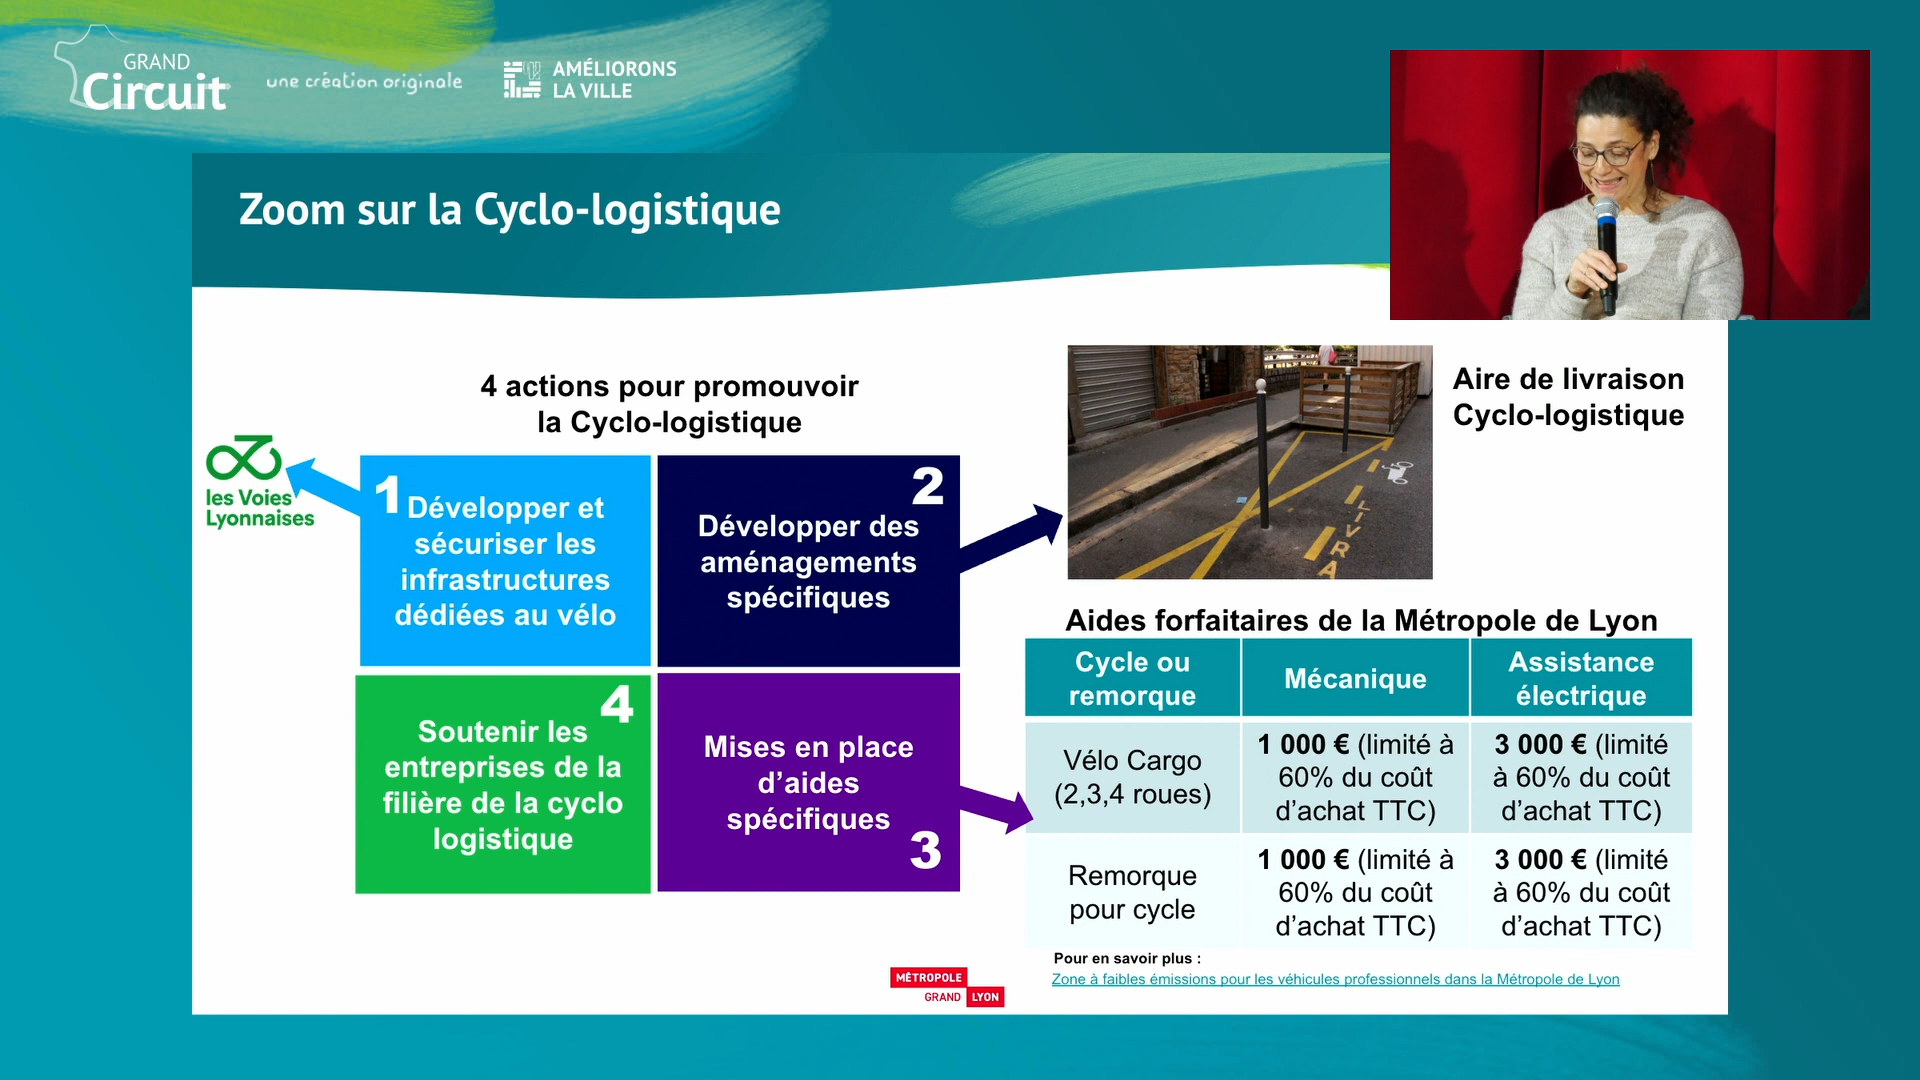 GRAND
Circuit
une création originale
AMÉLIORONS
LA VILLE
Zoom sur la Cyclo-logistique
4 actions pour promouvoir
la Cyclo-logistique
les Voies
Lyonnaises
1
Développer et
sécuriser les
infrastructures
dédiées au vélo
2
Développer des
aménagements
spécifiques
4
Soutenir les
entreprises de la
filière de la cyclo
logistique
Mises en place
d’aides
spécifiques
3
LIVRA
Aire de livraison
Cyclo-logistique
Aides forfaitaires de la Métropole de Lyon
Cycle ou
remorque
Mécanique
Assistance
électrique
Vélo Cargo
(2,3,4 roues)
1 000 € (limité à
60% du coût
d’achat TTC)
3 000 € (limité
à 60% du coût
d’achat TTC)
Remorque
pour cycle
1 000 € (limité à
60% du coût
d’achat TTC)
3 000 € (limité
à 60% du coût
d’achat TTC)
Pour en savoir plus :
Zone à faibles émissions pour les véhicules professionnels dans la Métropole de Lyon
MÉTROPOLE
GRAND LYON